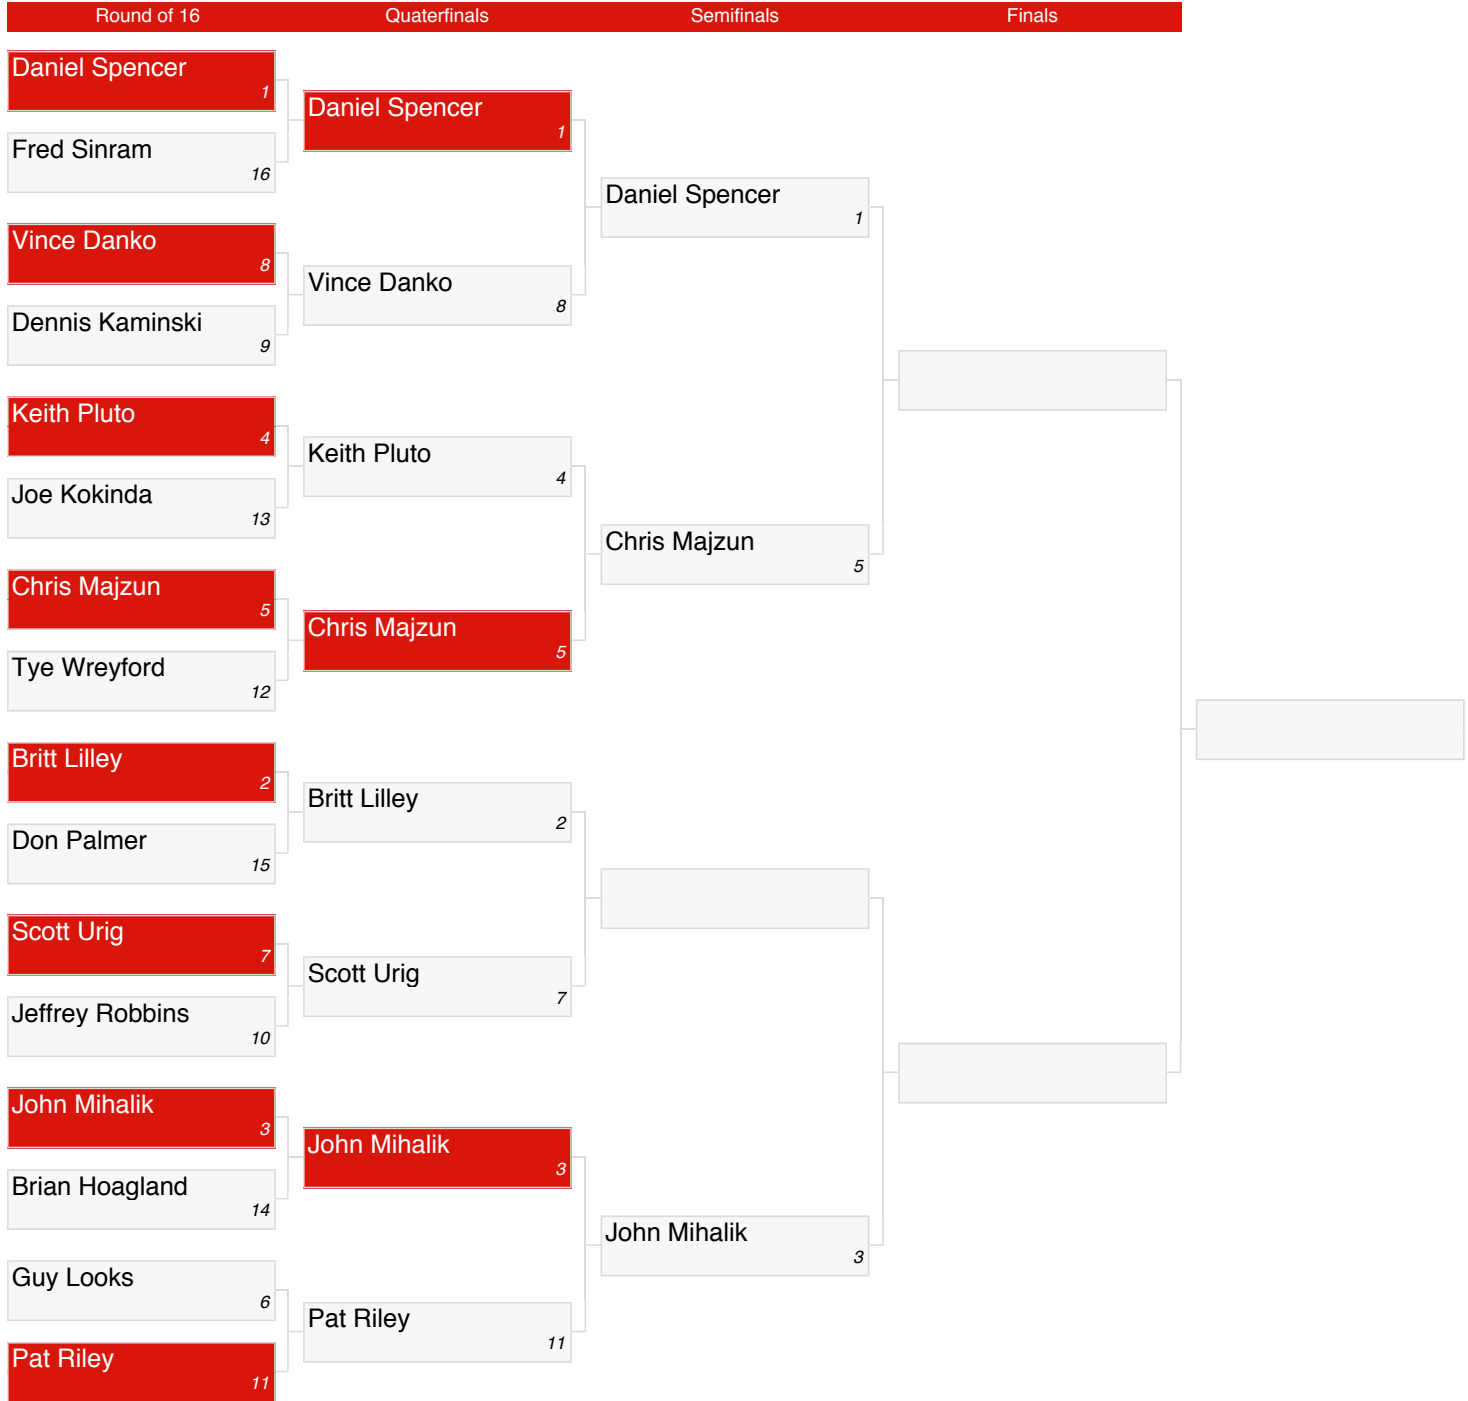 Round of 16 Quaterfinals Semifinals Finals
Daniel Spencer
1
Fred Sinram
16
Vince Danko
8
Dennis Kaminski
9
Keith Pluto
4
Joe Kokinda
13
Chris Majzun
5
Tye Wreyford
12
Britt Lilley
2
Don Palmer
15
Scott Urig
7
Jeffrey Robbins
10
John Mihalik
3
Brian Hoagland
14
Guy Looks
6
Pat Riley
11
Daniel Spencer
1
Vince Danko
8
Keith Pluto
4
Chris Majzun
5
Britt Lilley
2
Scott Urig
7
John Mihalik
3
Pat Riley
11
Daniel Spencer
1
Chris Majzun
5
John Mihalik
3